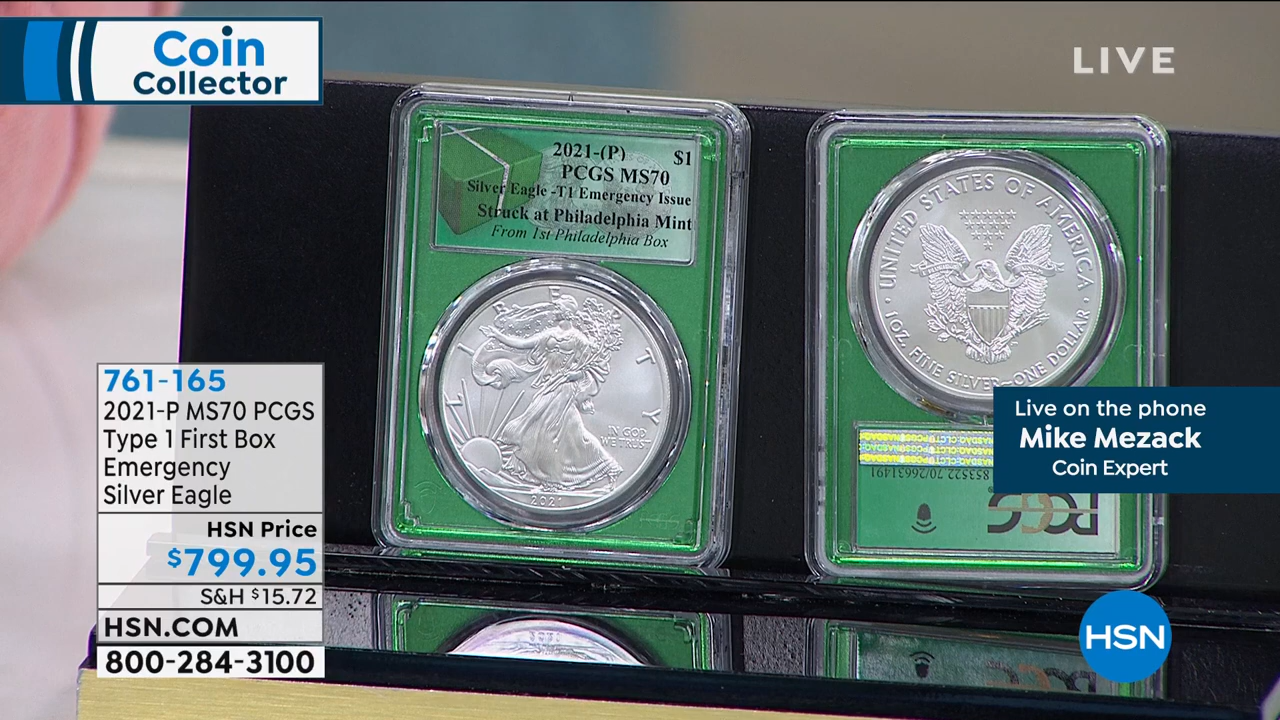 Coin
Collector
LIVE
2021-(P) $1
PCGS MS70
Silver Eagle -T1 Emergency Issue
Struck at Philadelphia Mint
From 1st Philadelphia Box
LIBERTY
IN GOD
WE TRUST
2021
UNITED STATES OF AMERICA
1 OZ. FINE SILVER~ONE DOLLAR
Live on the phone
Mike Mezack
Coin Expert
PCGS
761-165
2021-P MS70 PCGS
Type 1 First Box
Emergency
Silver Eagle
HSN Price
$799.95
S&H $15.72
HSN.COM
800-284-3100
HSN